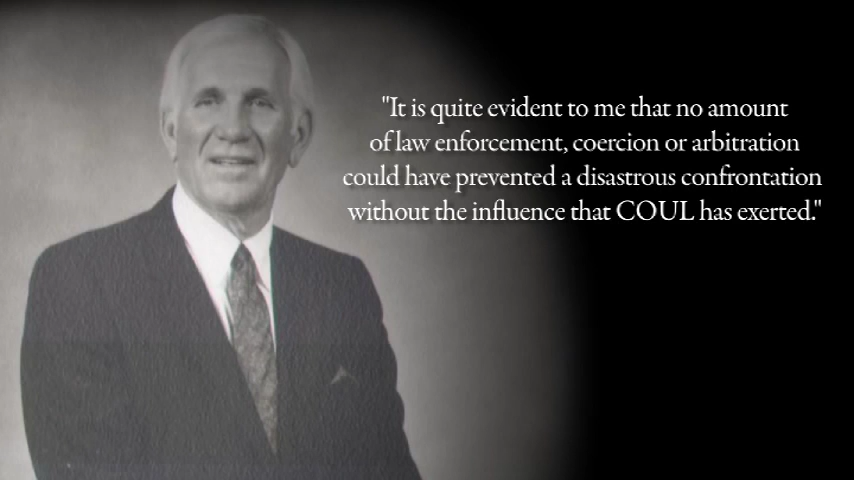 "It is quite evident to me that no amount
of law enforcement, coercion or arbitration
could have prevented a disastrous confrontation
without the influence that COUL has exerted."